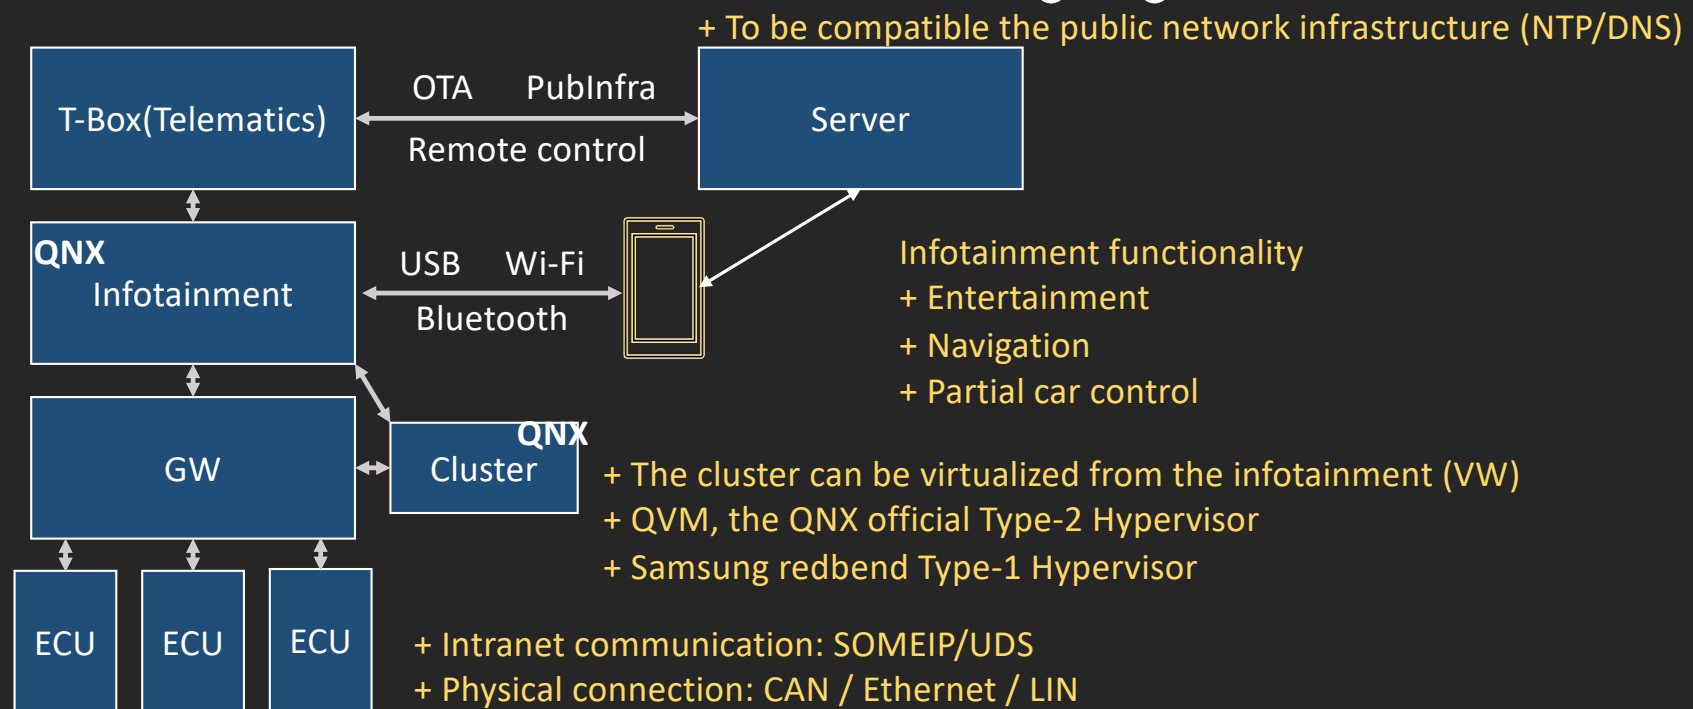 + To be compatible the public network infrastructure (NTP/DNS)
T-Box(Telematics)
OTA PubInfra
Remote control
Server
QNX
Infotainment
USB Wi-Fi
Bluetooth
Infotainment functionality
+ Entertainment
+ Navigation
+ Partial car control
GW
QNX
Cluster
+ The cluster can be virtualized from the infotainment (VW)
+ QVM, the QNX official Type-2 Hypervisor
+ Samsung redbend Type-1 Hypervisor
ECU
ECU
ECU
+ Intranet communication: SOMEIP/UDS
+ Physical connection: CAN / Ethernet / LIN